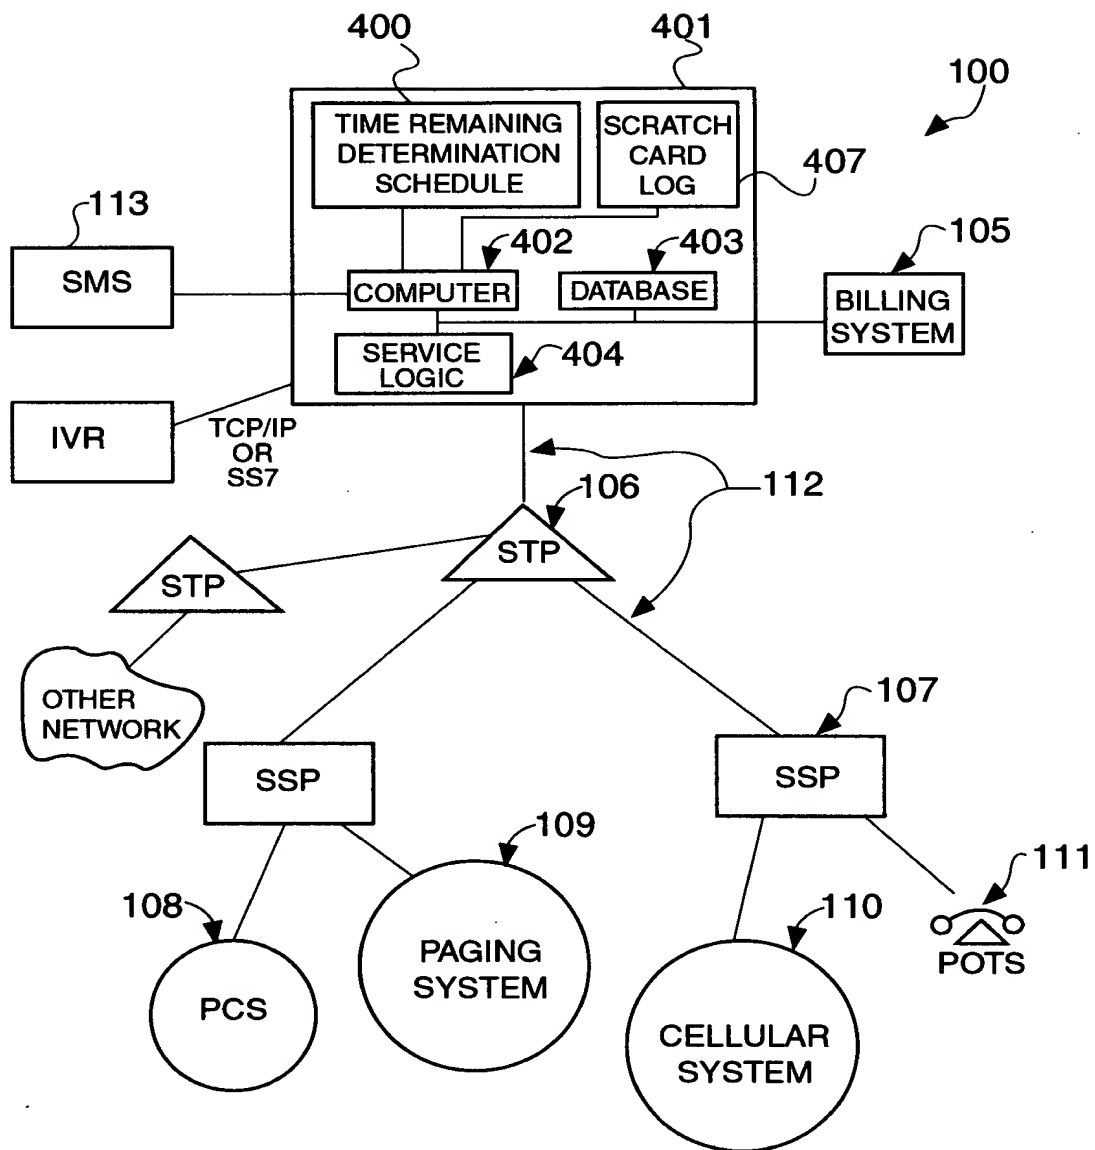 400
401
100
TIME REMAINING
DETERMINATION
SCHEDULE
SCRATCH
CARD
LOG
407
113
402
403
105
SMS
COMPUTER
DATABASE
BILLING
SYSTEM
SERVICE
LOGIC
404
IVR
TCP/IP
OR
SS7
106
112
STP
STP
OTHER
NETWORK
107
SSP
SSP
109
111
108
110
PAGING
SYSTEM
POTS
PCS
CELLULAR
SYSTEM